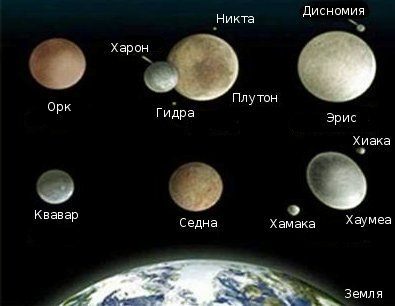 Дисномия
Никта
Харон
Плутон
Орк
Гидра
Эрис
Хиака
Квавар
Седна
Хамака
Хаумеа
Земля